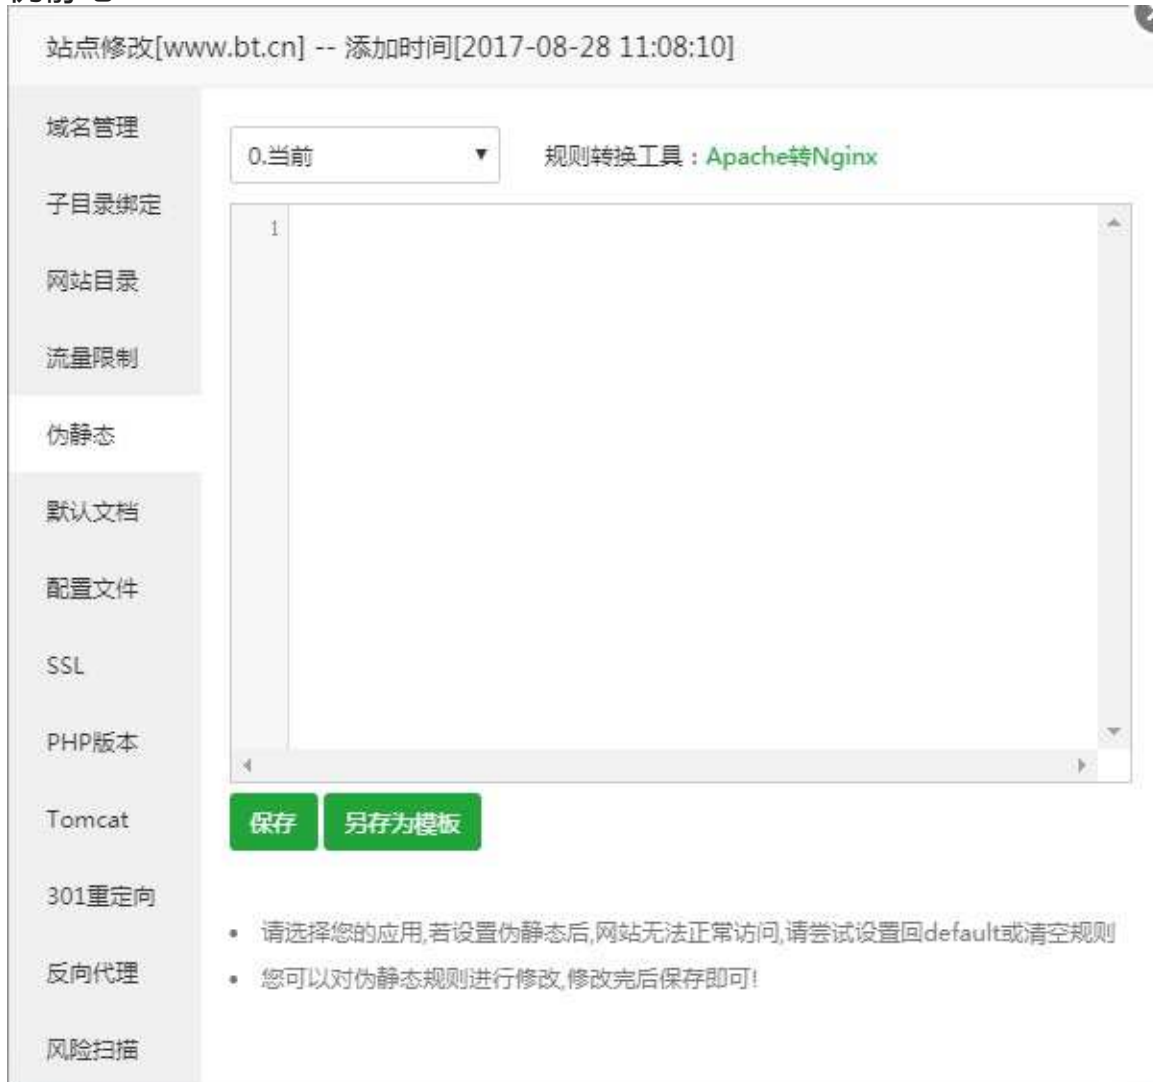 站点修改[www.bt.cn] -- 添加时间[2017-08-28 11:08:10]
域名管理
子目录绑定
网站目录
流量限制
伪静态
默认文档
配置文件
SSL
PHP版本
Tomcat
301重定向
反向代理
风险扫描
0.当前
规则转换工具：Apache转Nginx
1
保存
另存为模板
请选择您的应用,若设置伪静态后,网站无法正常访问,请尝试设置回default或清空规则
您可以对伪静态规则进行修改,修改完后保存即可!